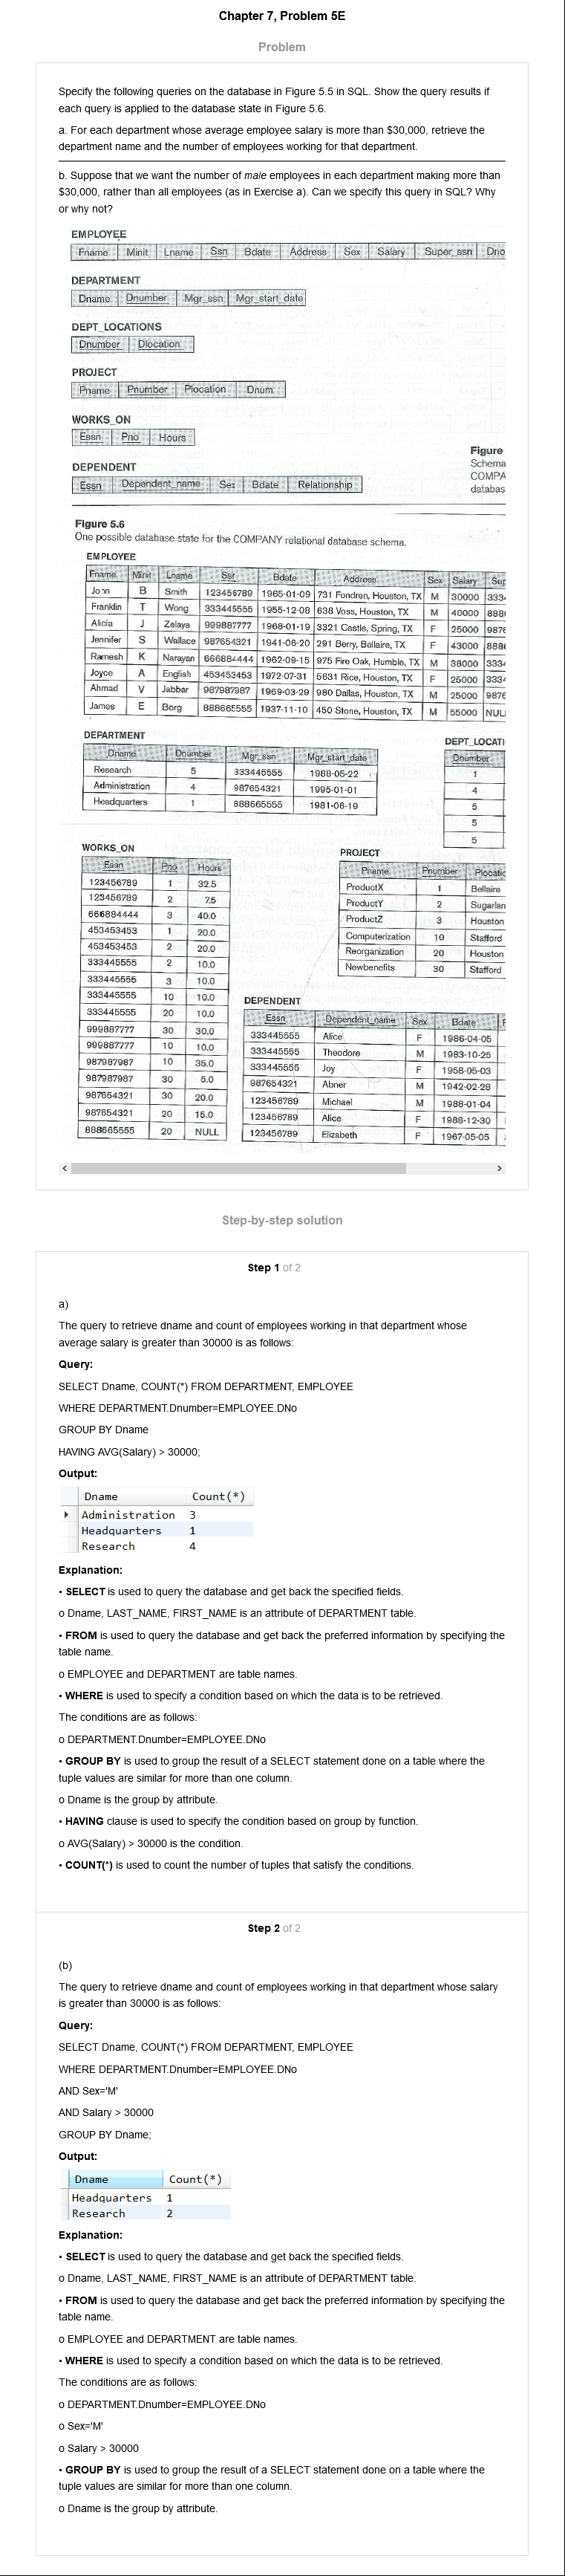 Chapter 7, Problem 5E
Problem
Specify the following queries on the database in Figure 5.5 in SQL. Show the query results if
each query is applied to the database state in Figure 5.6.
a. For each department whose average employee salary is more than $30,000, retrieve the
department name and the number of employees working for that department.
b. Suppose that we want the number of male employees in each department making more than
$30,000, rather than all employees (as in Exercise a). Can we specify this query in SQL? Why
or why not?
EMPLOYEE
Fname Minit Lname Ssn Bdate Address Sex Salary Super_ssn Dno
DEPARTMENT
Dname Dnumber Mgr_ssn Mgr_start_date
DEPT_LOCATIONS
Dnumber Dlocation
PROJECT
Pname Pnumber Plocation Dnum
WORKS_ON
Essn Pno Hours
Figure
Schema
COMPA
databas
DEPENDENT
Essn Dependent_name Sex Bdate Relationship
Figure 5.6
One possible database state for the COMPANY relational database schema.
EMPLOYEE
Fname Minit Lname Ssn Bdate Address Sex Salary Sup
John B Smith 123456789 1965-01-09 731 Fondren, Houston, TX M 30000 3334
Franklin T Wong 333445555 1955-12-08 638 Voss, Houston, TX M 40000 8886
Alicia J Zelaya 999887777 1968-01-19 3321 Castle, Spring, TX F 25000 9876
Jennifer S Wallace 987654321 1941-06-20 291 Berry, Bellaire, TX F 43000 8886
Ramesh K Narayan 666884444 1962-09-15 975 Fire Oak, Humble, TX M 38000 3334
Joyce A English 453453453 1972-07-31 5631 Rice, Houston, TX F 25000 3334
Ahmad V Jabbar 987987987 1969-03-29 980 Dallas, Houston, TX M 25000 9876
James E Borg 888665555 1937-11-10 450 Stone, Houston, TX M 55000 NUL
DEPARTMENT
Dname Dnumber Mgr_ssn Mgr_start_date
Research 5 333445555 1988-05-22
Administration 4 987654321 1995-01-01
Headquarters 1 888665555 1981-06-19
DEPT_LOCATI
Dnumber
1
4
5
5
5
WORKS_ON
Essn Pno Hours
123456789 1 32.5
123456789 2 7.5
666884444 3 40.0
453453453 1 20.0
453453453 2 20.0
333445555 2 10.0
333445555 3 10.0
333445555 10 10.0
333445555 20 10.0
999887777 30 30.0
999887777 10 10.0
987987987 10 35.0
987987987 30 5.0
987654321 30 20.0
987654321 20 15.0
888665555 20 NULL
PROJECT
Pname Pnumber Plocatio
ProductX 1 Bellaire
ProductY 2 Sugarlan
ProductZ 3 Houston
Computerization 10 Stafford
Reorganization 20 Houston
Newbenefits 30 Stafford
DEPENDENT
Essn Dependent_name Sex Bdate
333445555 Alice F 1986-04-05
333445555 Theodore M 1983-10-25
333445555 Joy F 1958-05-03
987654321 Abner M 1942-02-28
123456789 Michael M 1988-01-04
123456789 Alice F 1988-12-30
123456789 Elizabeth F 1967-05-05
Step-by-step solution
Step 1 of 2
a)
The query to retrieve dname and count of employees working in that department whose
average salary is greater than 30000 is as follows:
Query:
SELECT Dname, COUNT(*) FROM DEPARTMENT, EMPLOYEE
WHERE DEPARTMENT.Dnumber=EMPLOYEE.DNo
GROUP BY Dname
HAVING AVG(Salary) > 30000;
Output:
Dname Count(*)
Administration 3
Headquarters 1
Research 4
Explanation:
• SELECT is used to query the database and get back the specified fields.
o Dname, LAST_NAME, FIRST_NAME is an attribute of DEPARTMENT table.
• FROM is used to query the database and get back the preferred information by specifying the
table name.
o EMPLOYEE and DEPARTMENT are table names.
• WHERE is used to specify a condition based on which the data is to be retrieved.
The conditions are as follows:
o DEPARTMENT.Dnumber=EMPLOYEE.DNo
• GROUP BY is used to group the result of a SELECT statement done on a table where the
tuple values are similar for more than one column.
o Dname is the group by attribute.
• HAVING clause is used to specify the condition based on group by function.
o AVG(Salary) > 30000 is the condition.
• COUNT(*) is used to count the number of tuples that satisfy the conditions.
Step 2 of 2
(b)
The query to retrieve dname and count of employees working in that department whose salary
is greater than 30000 is as follows:
Query:
SELECT Dname, COUNT(*) FROM DEPARTMENT, EMPLOYEE
WHERE DEPARTMENT.Dnumber=EMPLOYEE.DNo
AND Sex='M'
AND Salary > 30000
GROUP BY Dname;
Output:
Dname Count(*)
Headquarters 1
Research 2
Explanation:
• SELECT is used to query the database and get back the specified fields.
o Dname, LAST_NAME, FIRST_NAME is an attribute of DEPARTMENT table.
• FROM is used to query the database and get back the preferred information by specifying the
table name.
o EMPLOYEE and DEPARTMENT are table names.
• WHERE is used to specify a condition based on which the data is to be retrieved.
The conditions are as follows:
o DEPARTMENT.Dnumber=EMPLOYEE.DNo
o Sex='M'
o Salary > 30000
• GROUP BY is used to group the result of a SELECT statement done on a table where the
tuple values are similar for more than one column.
o Dname is the group by attribute.